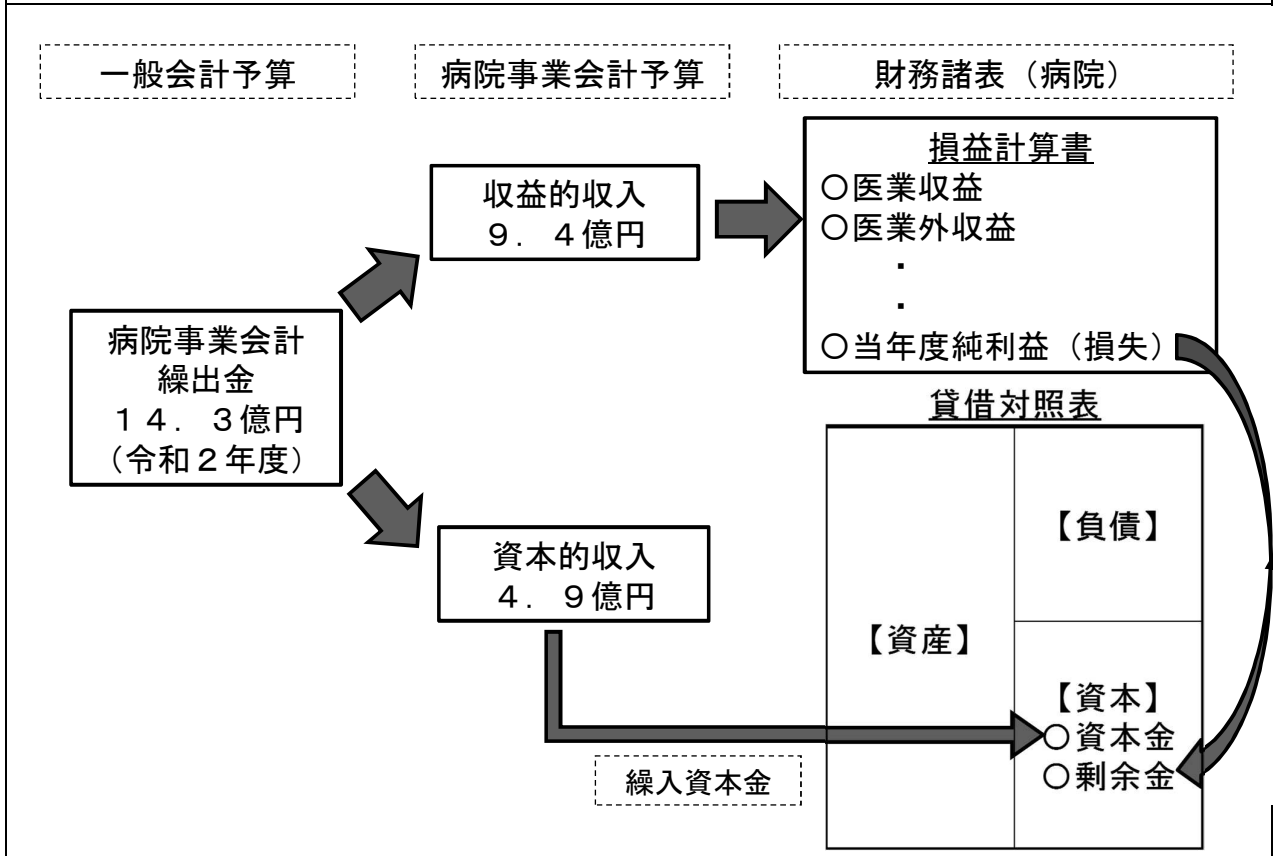 一般会計予算
病院事業会計予算
財務諸表（病院）
病院事業会計
繰出金
１４．３億円
（令和２年度）
収益的収入
９．４億円
資本的収入
４．９億円
繰入資本金
損益計算書
〇医業収益
〇医業外収益
・
・
〇当年度純利益（損失）
貸借対照表
【資産】
【負債】
【資本】
〇資本金
〇剰余金